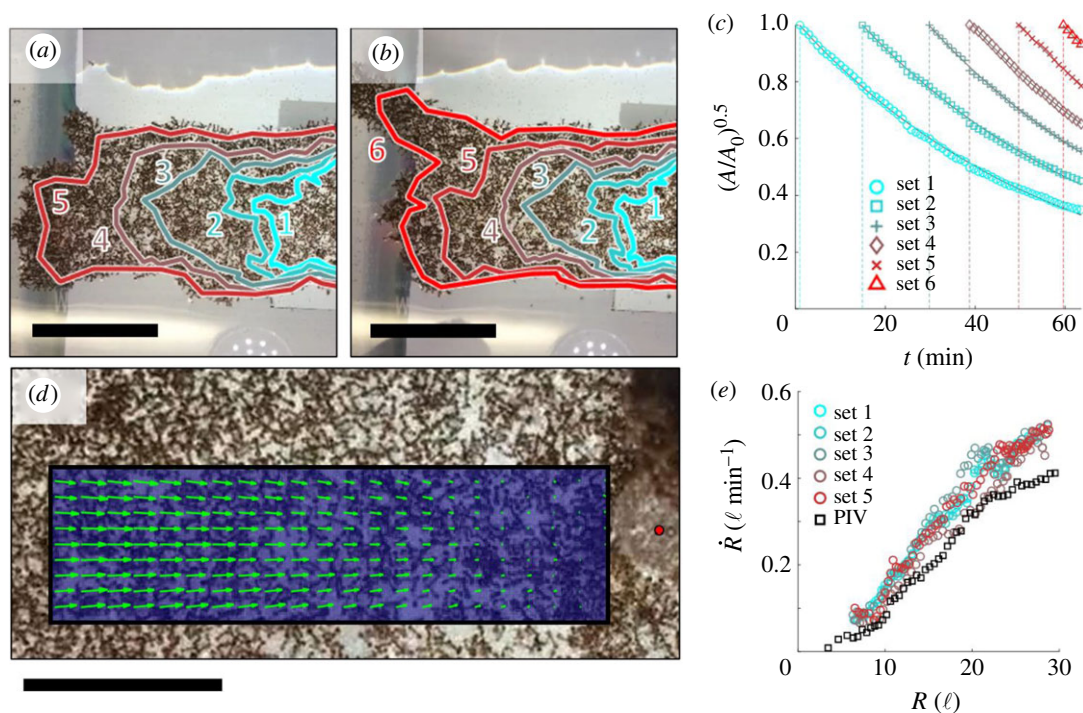 (a)
5
4
3
2
1
(b)
6
5
4
3
2
1
(c)
(A/A₀)⁰·⁵
1.0
0.8
0.6
0.4
0.2
set 1
set 2
set 3
set 4
set 5
set 6
0
20
40
60
t (min)
(d)
(e)
Ṙ (ℓ min⁻¹)
0.6
0.4
0.2
set 1
set 2
set 3
set 4
set 5
PIV
0
10
20
30
R (ℓ)